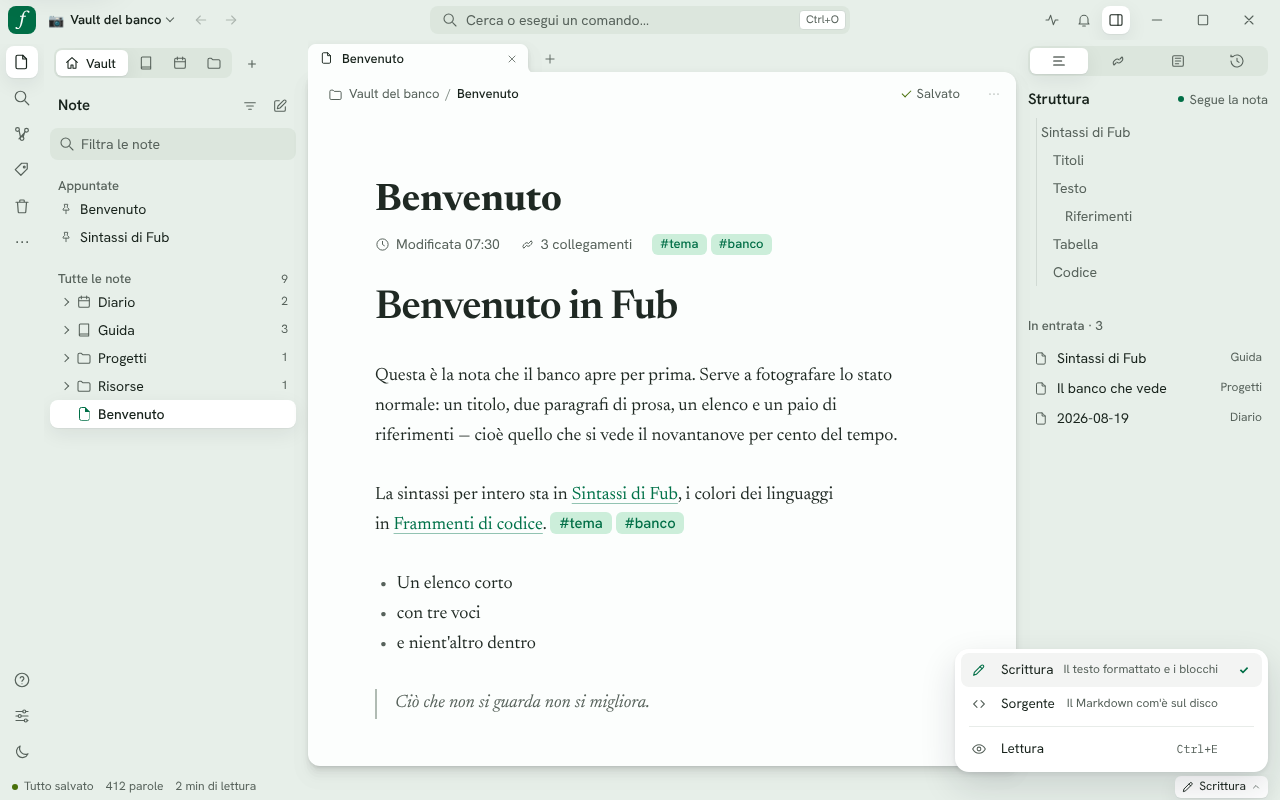 f
Vault del banco
Cerca o esegui un comando...
Ctrl+O
Vault
Note
Filtra le note
Appuntate
Benvenuto
Sintassi di Fub
Tutte le note 9
Diario 2
Guida 3
Progetti 1
Risorse 1
Benvenuto
Benvenuto
Vault del banco / Benvenuto
Salvato
Benvenuto
Modificata 07:30 3 collegamenti #tema #banco
Benvenuto in Fub
Questa è la nota che il banco apre per prima. Serve a fotografare lo stato
normale: un titolo, due paragrafi di prosa, un elenco e un paio di
riferimenti — cioè quello che si vede il novantanove per cento del tempo.
La sintassi per intero sta in Sintassi di Fub, i colori dei linguaggi
in Frammenti di codice. #tema #banco
• Un elenco corto
• con tre voci
• e nient'altro dentro
Ciò che non si guarda non si migliora.
Struttura
Segue la nota
Sintassi di Fub
Titoli
Testo
Riferimenti
Tabella
Codice
In entrata · 3
Sintassi di Fub Guida
Il banco che vede Progetti
2026-08-19 Diario
Scrittura Il testo formattato e i blocchi
Sorgente Il Markdown com'è sul disco
Lettura Ctrl+E
Tutto salvato 412 parole 2 min di lettura
Scrittura